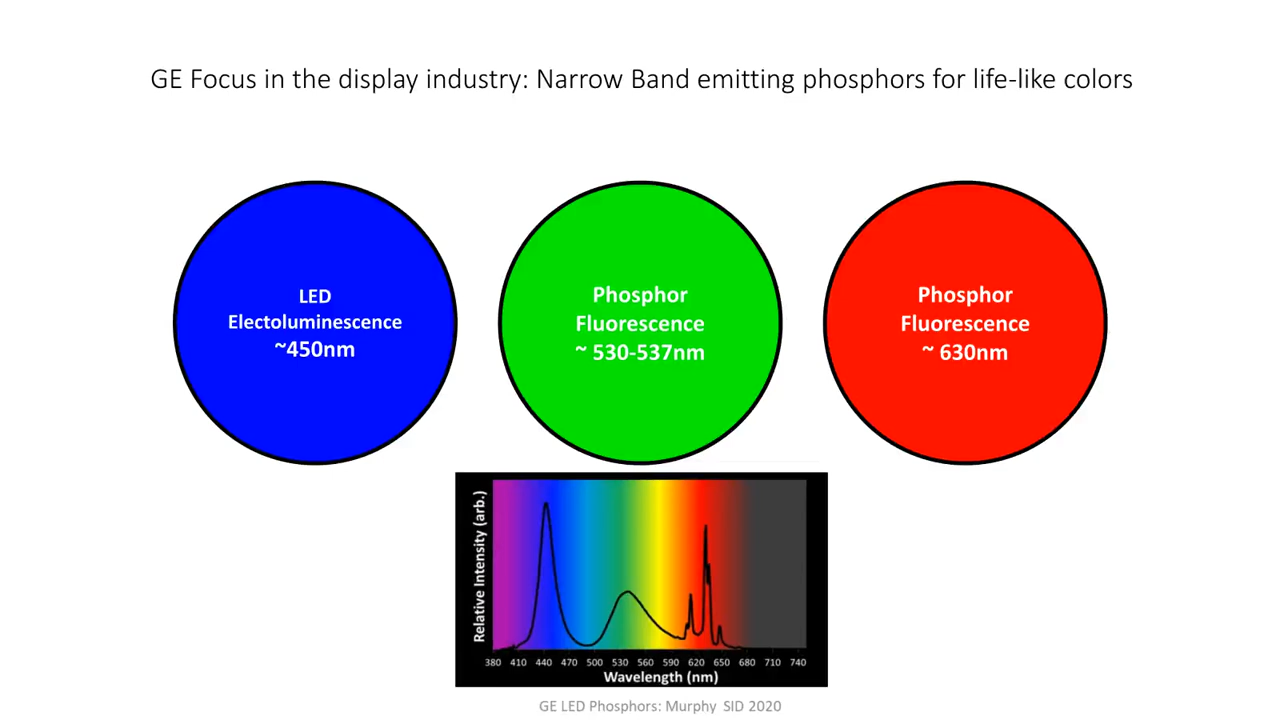 GE Focus in the display industry: Narrow Band emitting phosphors for life-like colors
LED
Electoluminescence
~450nm
Phosphor
Fluorescence
~ 530-537nm
Phosphor
Fluorescence
~ 630nm
Relative Intensity (arb.)
380 410 440 470 500 530 560 590 620 650 680 710 740
Wavelength (nm)
GE LED Phosphors: Murphy SID 2020